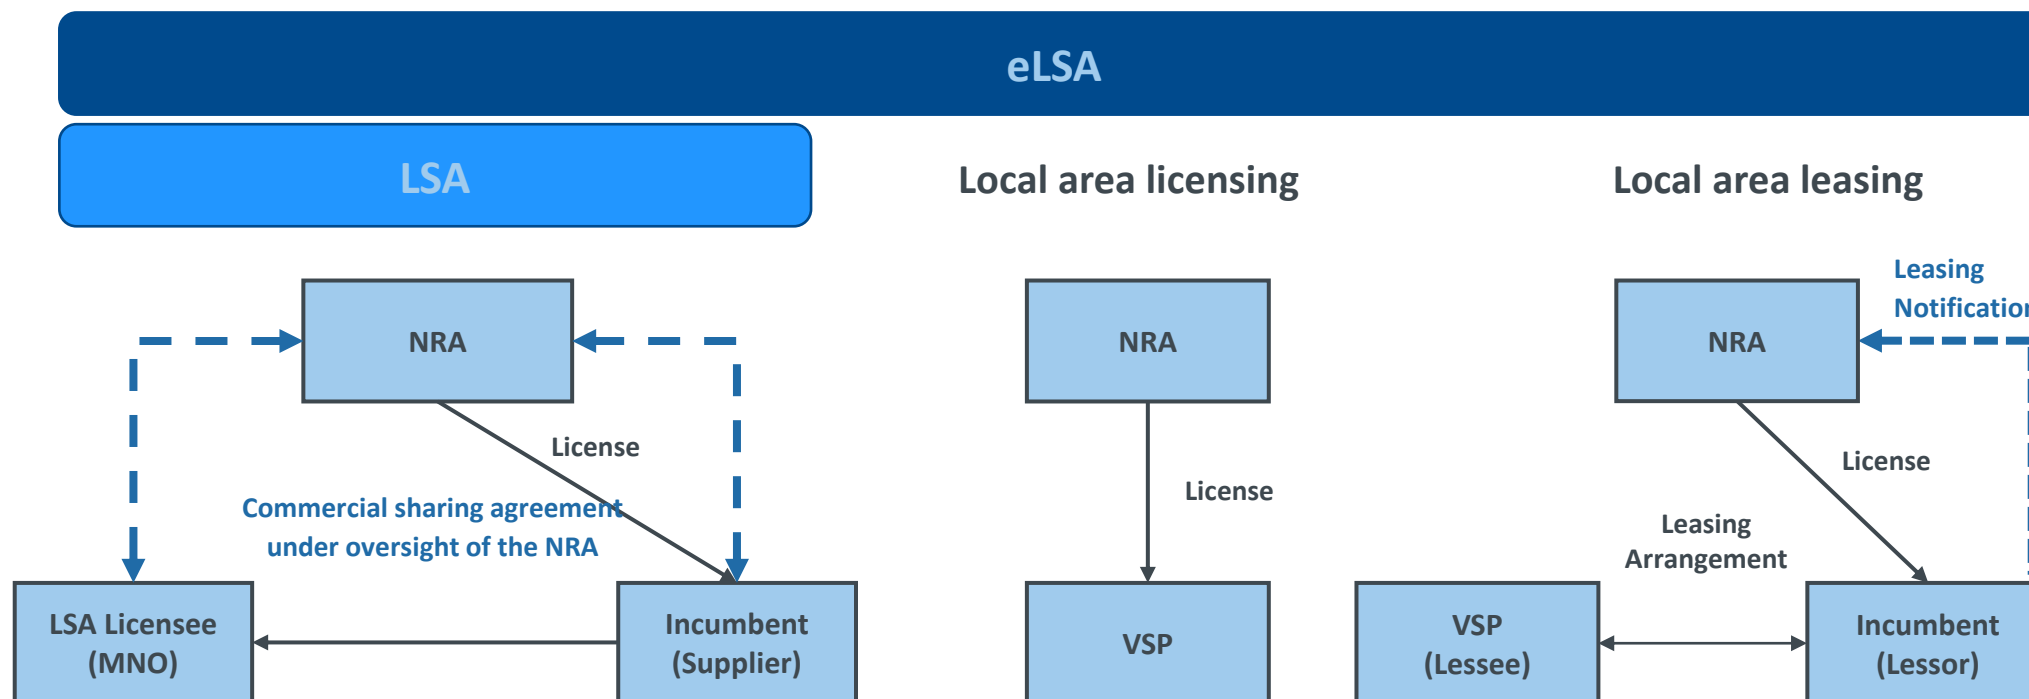 eLSA
LSA
Local area licensing
Local area leasing
NRA
License
Commercial sharing agreement
under oversight of the NRA
LSA Licensee
(MNO)
Incumbent
(Supplier)
NRA
License
VSP
Leasing
Notification
NRA
License
Leasing
Arrangement
VSP
(Lessee)
Incumbent
(Lessor)